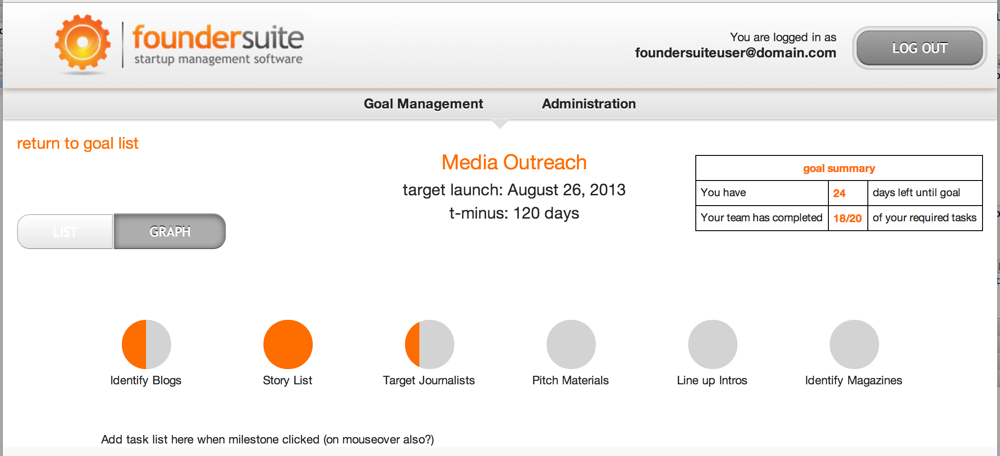 foundersuite
startup management software
You are logged in as
foundersuiteuser@domain.com
LOG OUT
Goal Management
Administration
return to goal list
Media Outreach
target launch: August 26, 2013
t-minus: 120 days
goal summary
You have 24 days left until goal
Your team has completed 18/20 of your required tasks
LIST
GRAPH
Identify Blogs
Story List
Target Journalists
Pitch Materials
Line up Intros
Identify Magazines
Add task list here when milestone clicked (on mouseover also?)